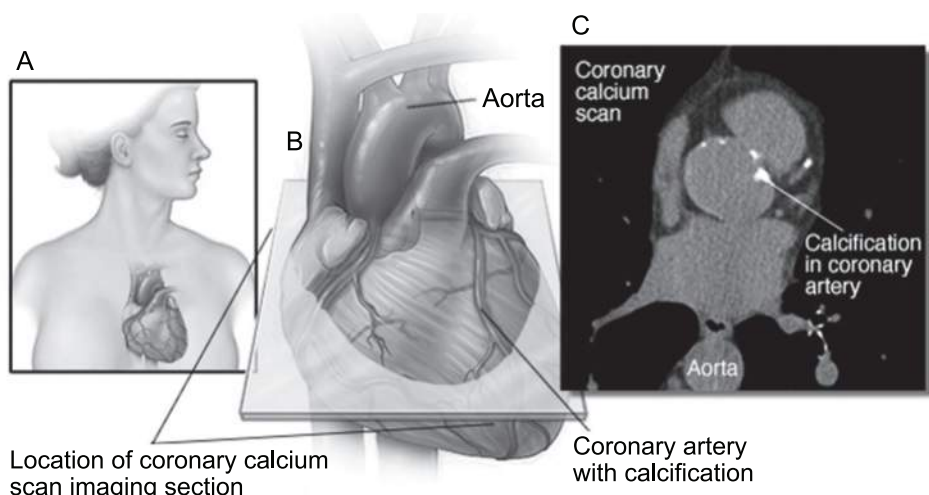 A
B
Aorta
C
Coronary
calcium
scan
Calcification
in coronary
artery
Aorta
Location of coronary calcium
scan imaging section
Coronary artery
with calcification